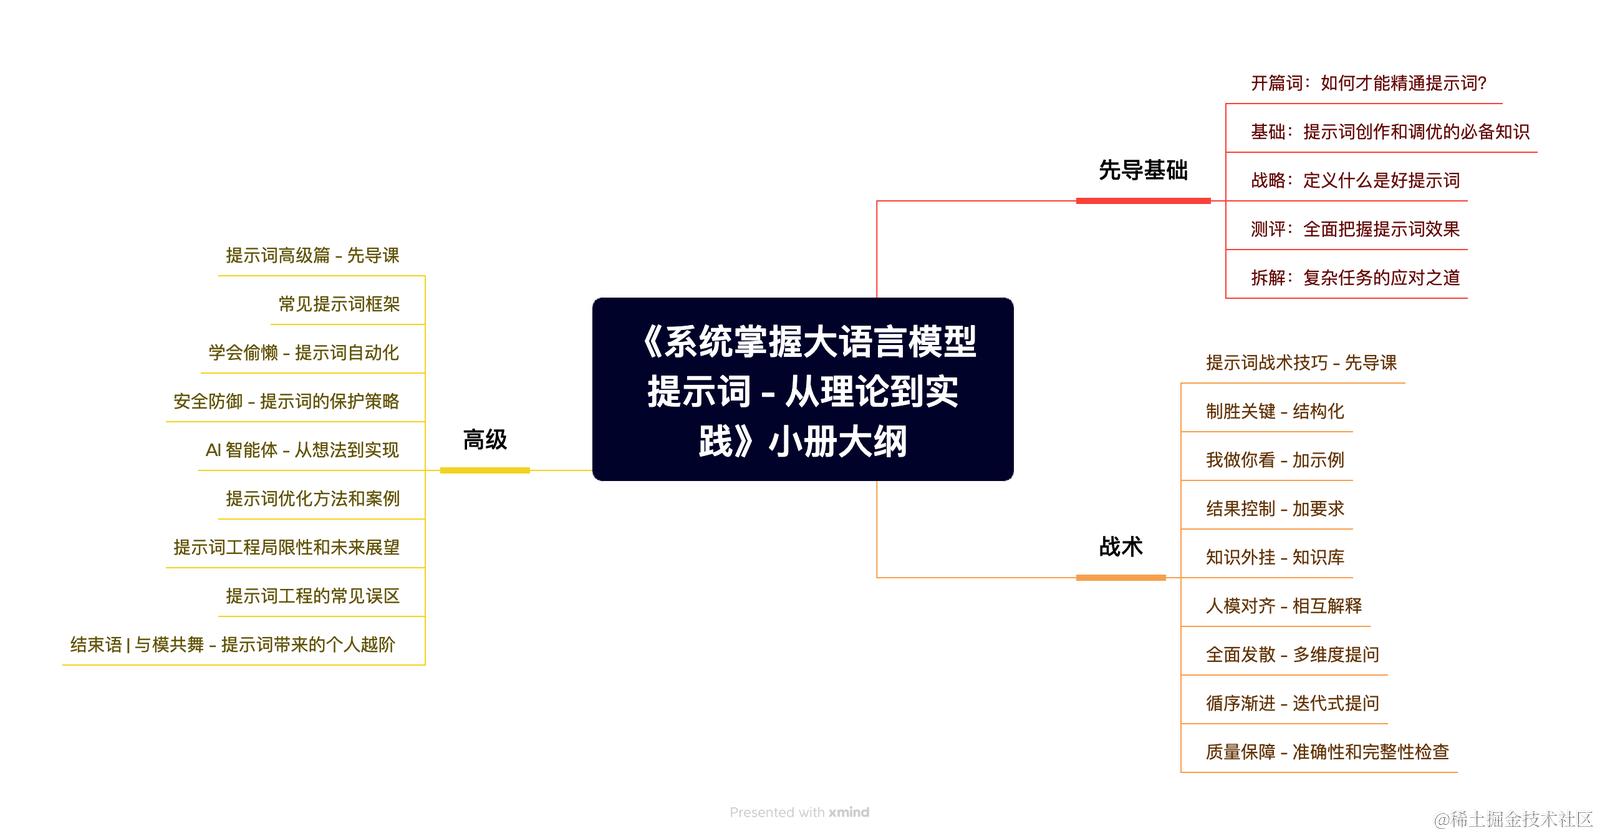 《系统掌握大语言模型
提示词 - 从理论到实
践》小册大纲
先导基础
开篇词：如何才能精通提示词？
基础：提示词创作和调优的必备知识
战略：定义什么是好提示词
测评：全面把握提示词效果
拆解：复杂任务的应对之道
战术
提示词战术技巧 - 先导课
制胜关键 - 结构化
我做你看 - 加示例
结果控制 - 加要求
知识外挂 - 知识库
人模对齐 - 相互解释
全面发散 - 多维度提问
循序渐进 - 迭代式提问
质量保障 - 准确性和完整性检查
高级
提示词高级篇 - 先导课
常见提示词框架
学会偷懒 - 提示词自动化
安全防御 - 提示词的保护策略
AI 智能体 - 从想法到实现
提示词优化方法和案例
提示词工程局限性和未来展望
提示词工程的常见误区
结束语 | 与模共舞 - 提示词带来的个人越阶
Presented with xmind
@稀土掘金技术社区